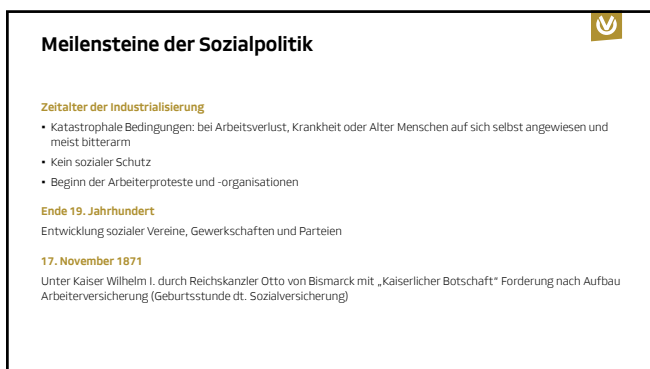 Meilensteine der Sozialpolitik
Zeitalter der Industrialisierung
• Katastrophale Bedingungen: bei Arbeitsverlust, Krankheit oder Alter Menschen auf sich selbst angewiesen und
meist bitterarm
• Kein sozialer Schutz
• Beginn der Arbeiterproteste und -organisationen
Ende 19. Jahrhundert
Entwicklung sozialer Vereine, Gewerkschaften und Parteien
17. November 1871
Unter Kaiser Wilhelm I. durch Reichskanzler Otto von Bismarck mit „Kaiserlicher Botschaft“ Forderung nach Aufbau
Arbeiterversicherung (Geburtsstunde dt. Sozialversicherung)